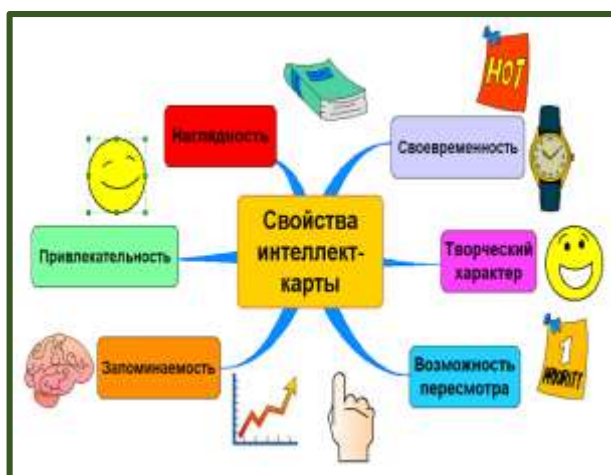 HOT
Наглядность
Своевременность
Свойства
интеллект-
карты
Привлекательность
Творческий
характер
Запоминаемость
Возможность
пересмотра
1
PRIORITY